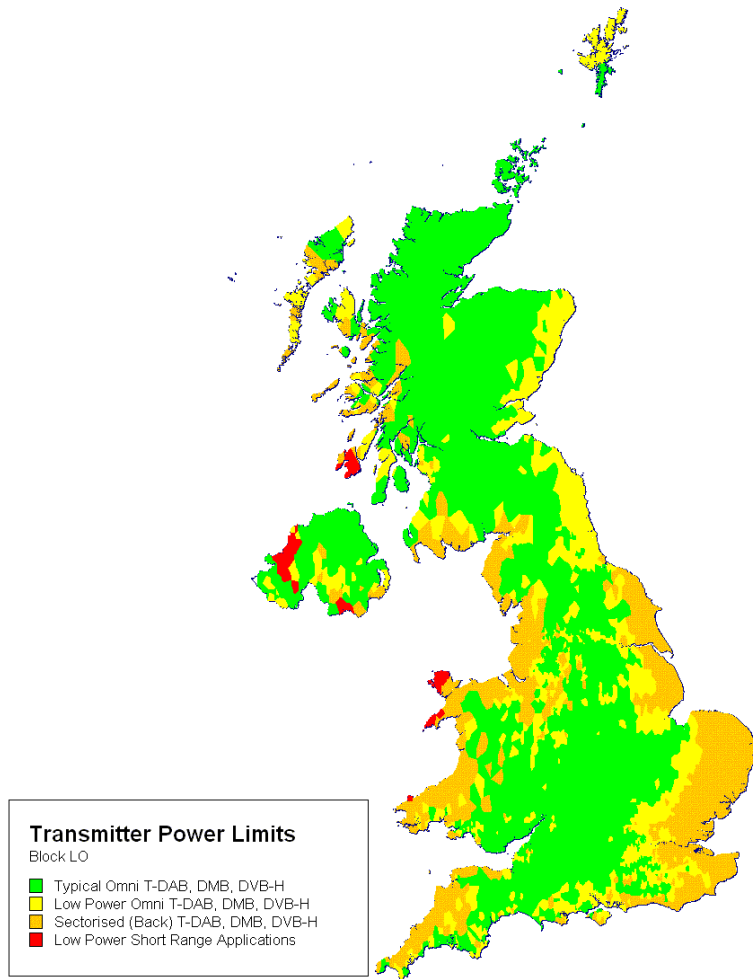 Transmitter Power Limits
Block LO
Typical Omni T-DAB, DMB, DVB-H
Low Power Omni T-DAB, DMB, DVB-H
Sectorised (Back) T-DAB, DMB, DVB-H
Low Power Short Range Applications